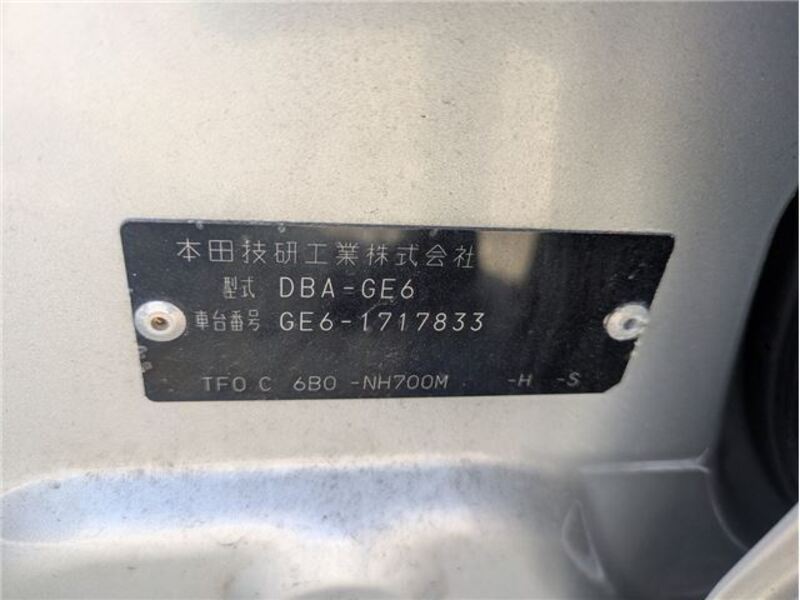 本田技研工業株式会社
型式 DBA-GE6
車台番号 GE6-1717833
TF0 C 6B0 -NH700M -H -S